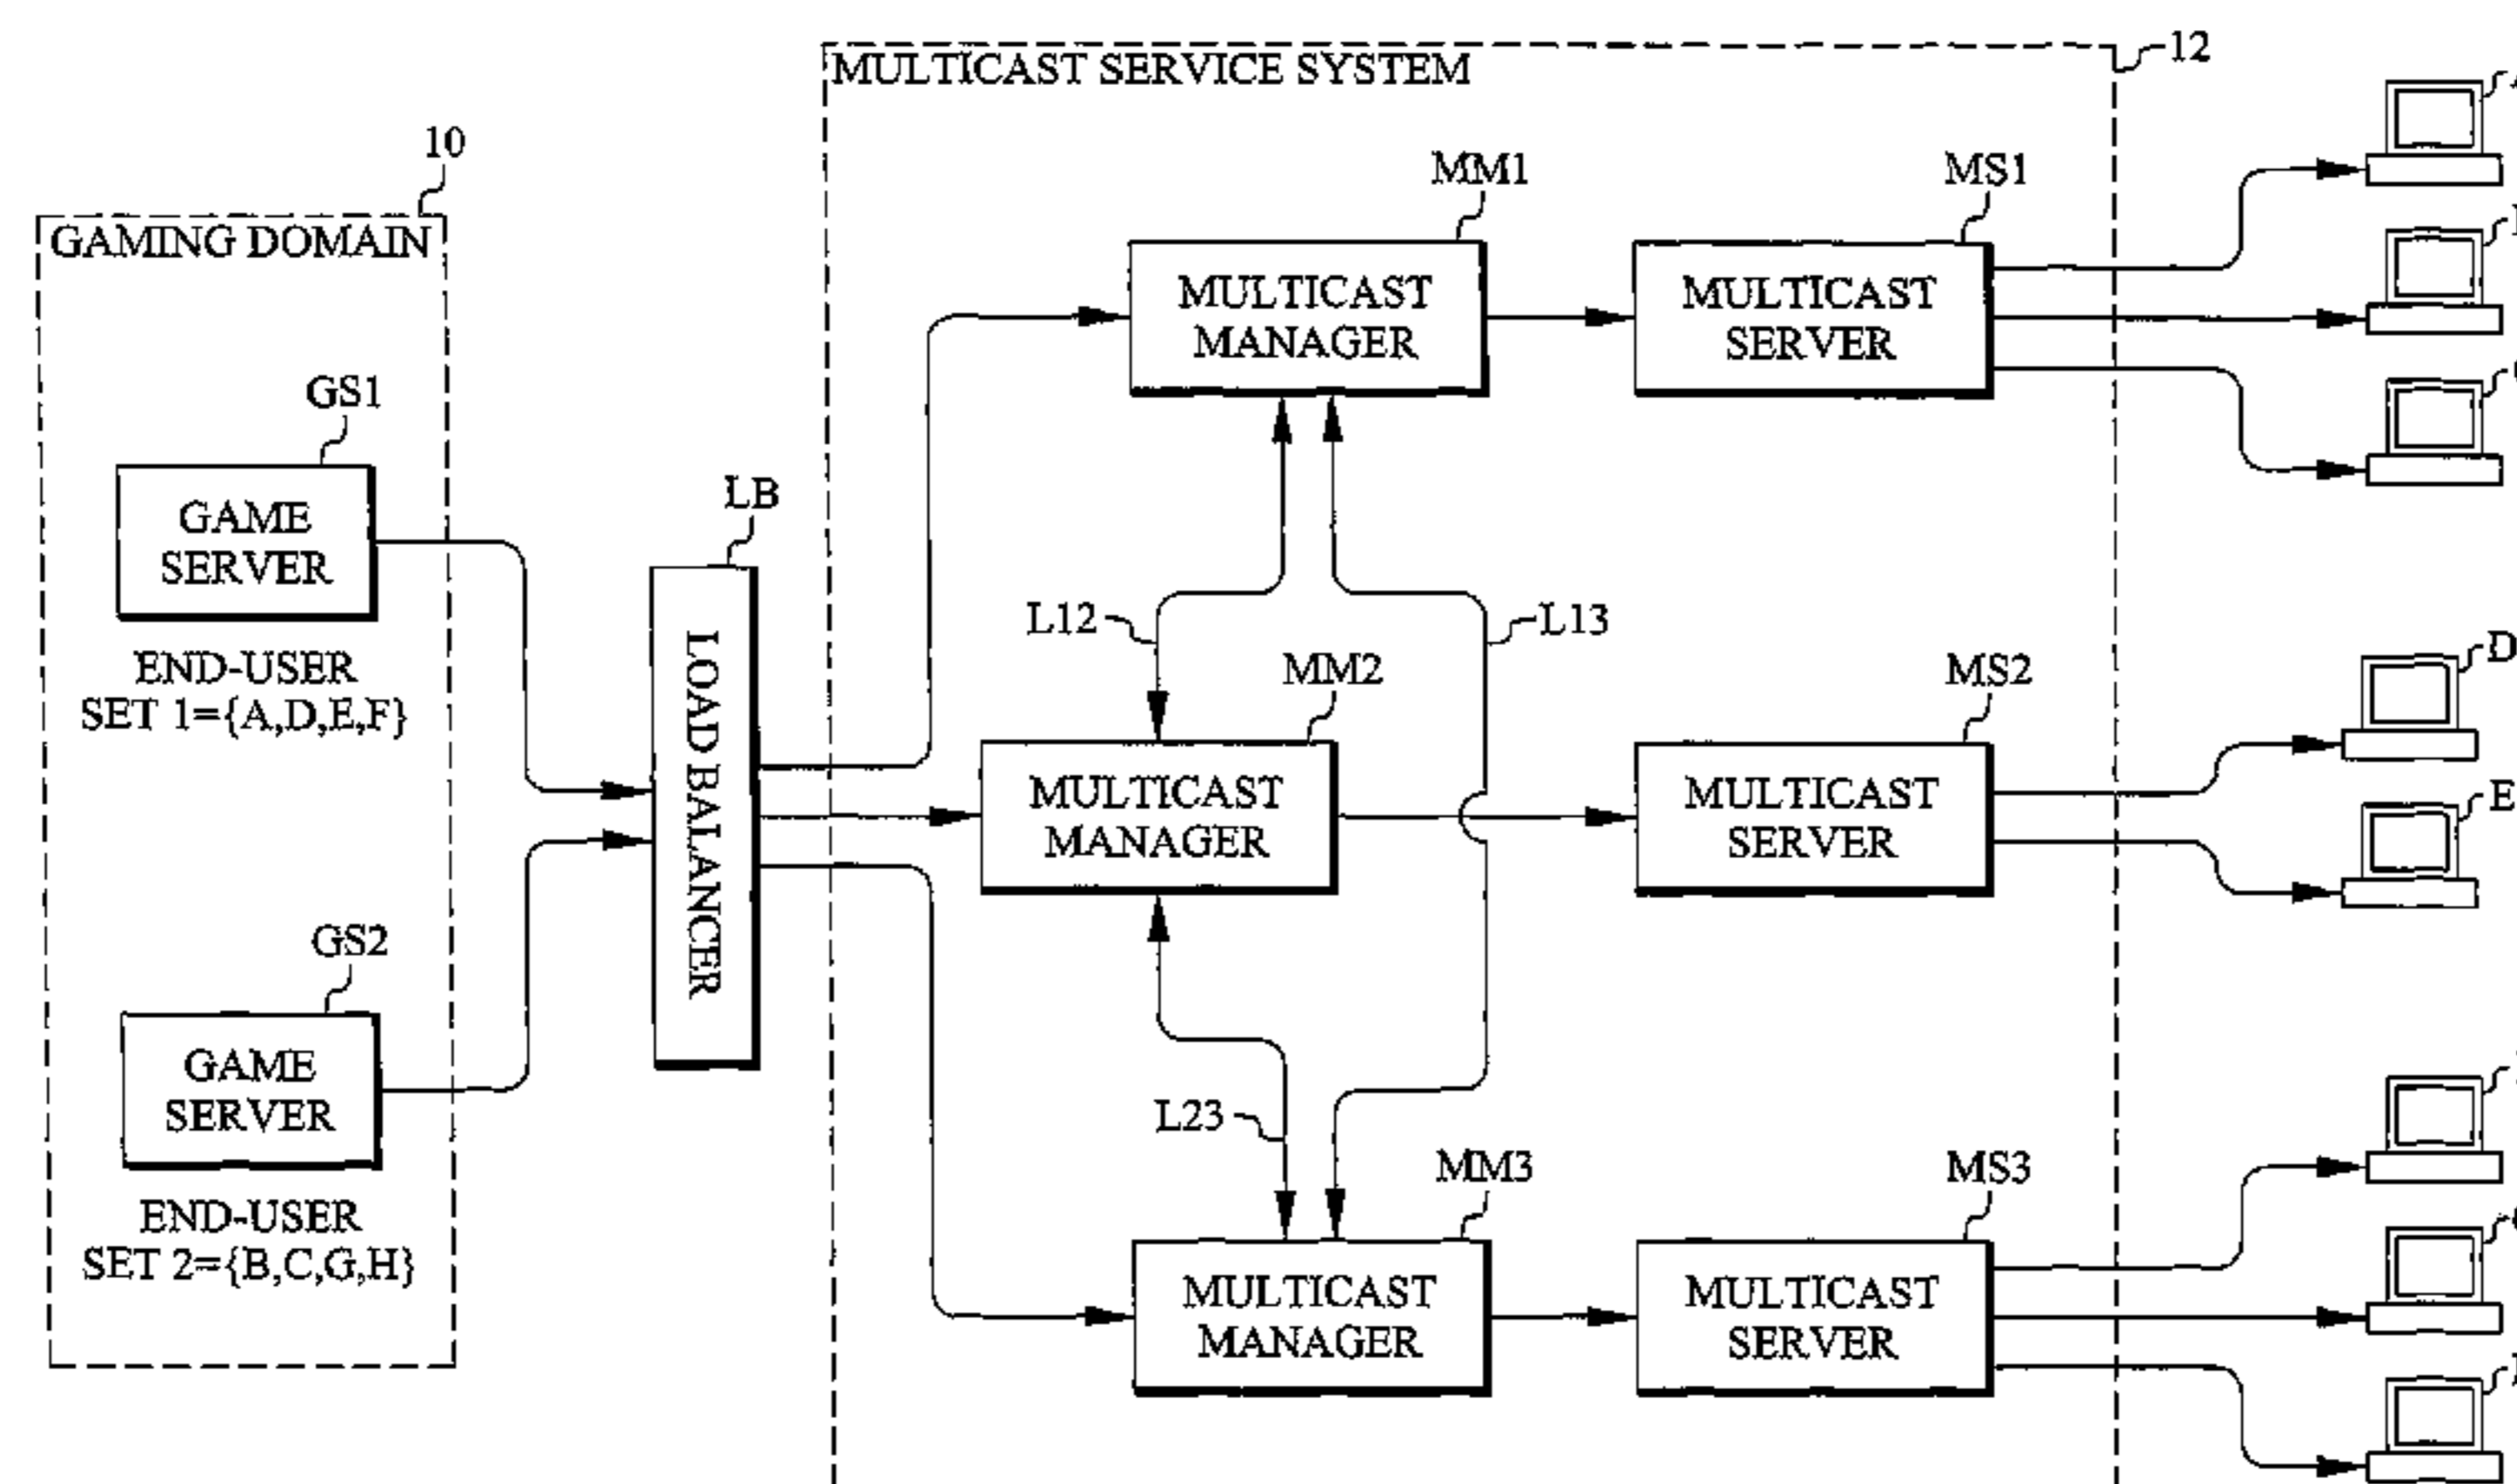 MULTICAST SERVICE SYSTEM
12
10
GAMING DOMAIN
MM1
MS1
MULTICAST
MANAGER
MULTICAST
SERVER
GS1
GAME
SERVER
END-USER
SET 1={A,D,E,F}
LB
LOAD BALANCER
L12
L13
MM2
MS2
D
MULTICAST
MANAGER
MULTICAST
SERVER
E
GS2
GAME
SERVER
END-USER
SET 2={B,C,G,H}
L23
MM3
MS3
MULTICAST
MANAGER
MULTICAST
SERVER